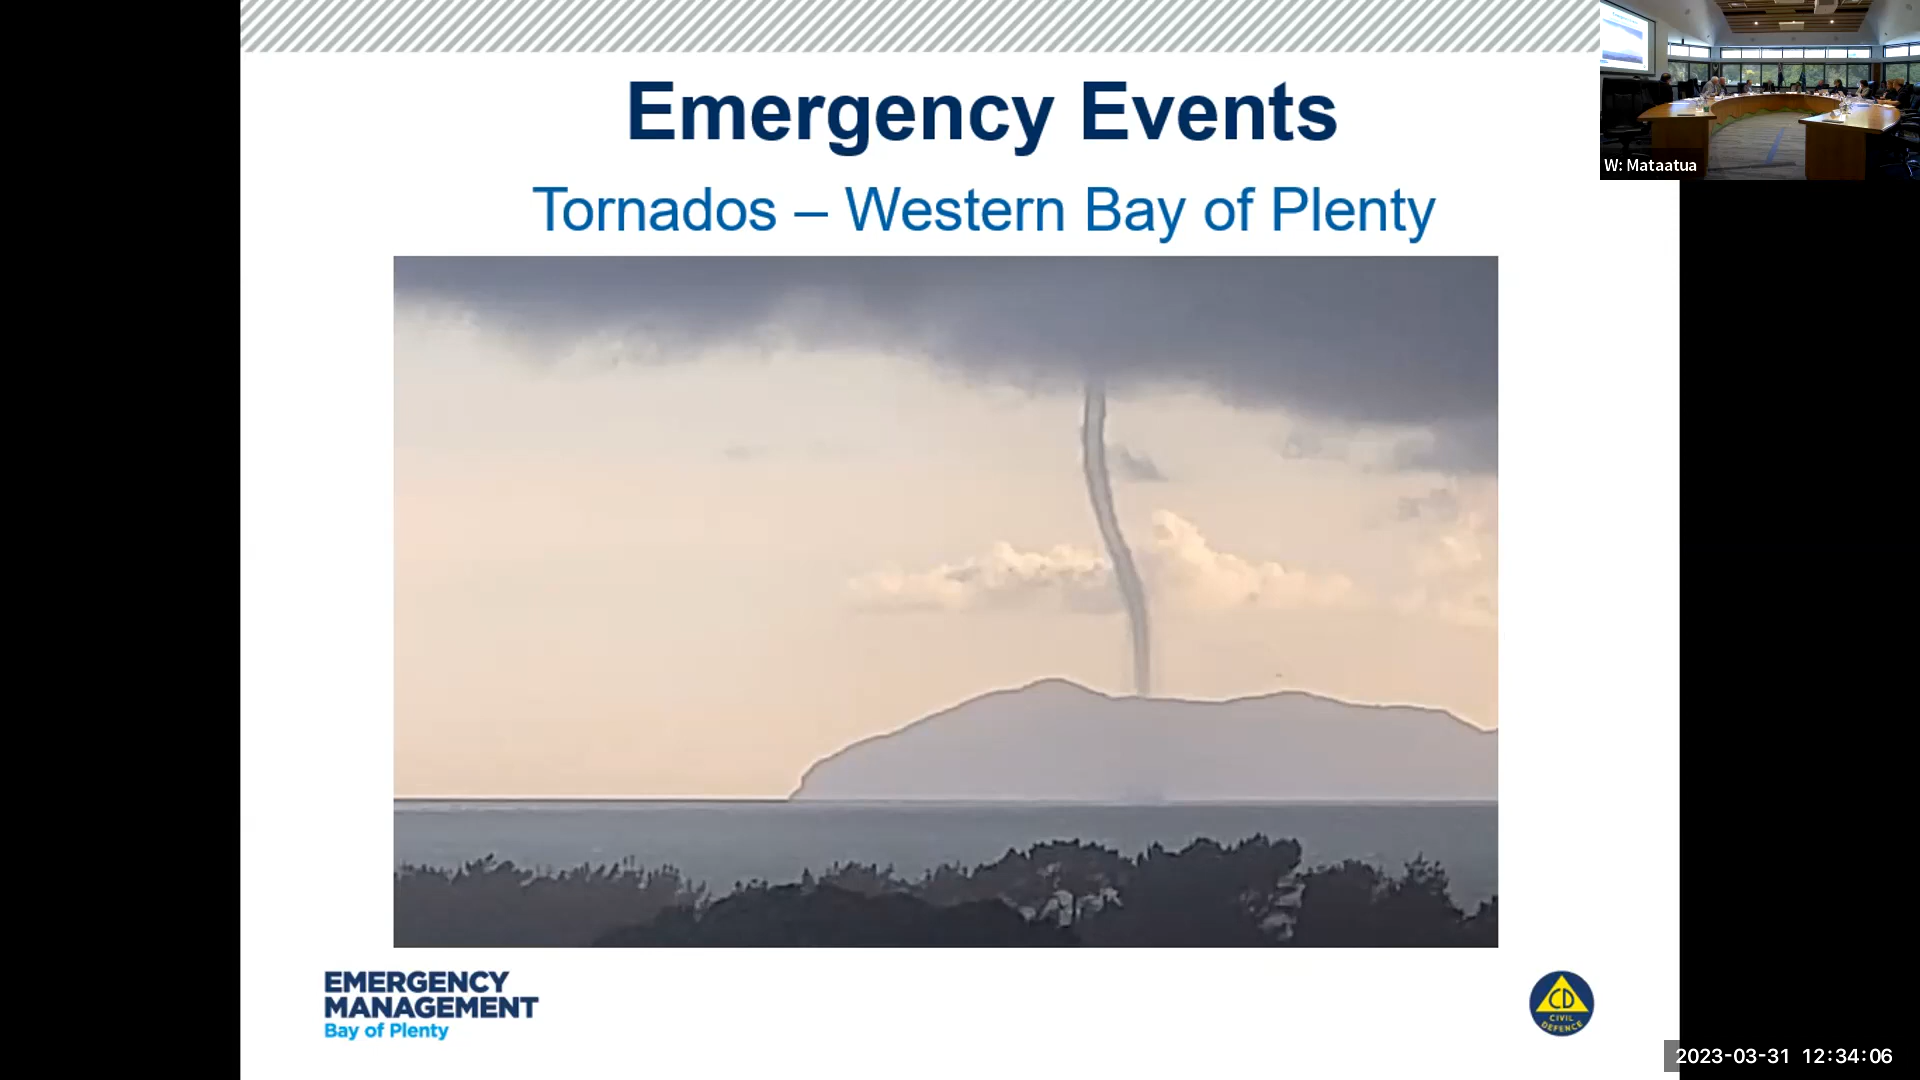 Emergency Events
Tornados – Western Bay of Plenty
W: Mataatua
EMERGENCY
MANAGEMENT
Bay of Plenty
CD
CIVIL
DEFENCE
2023-03-31 12:34:06